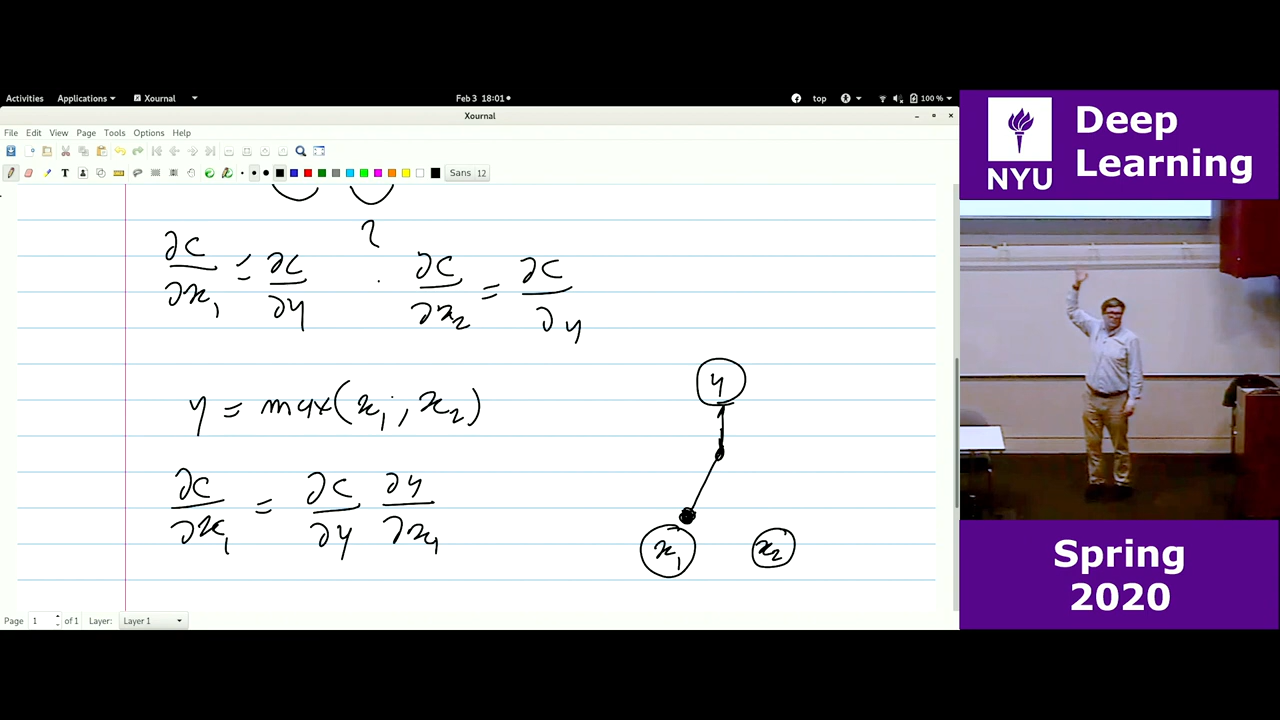 Activities Applications Xournal Feb 3 18:01 top 100 %
Xournal
File Edit View Page Tools Options Help
Sans 12
?
∂C/∂x₁ = ∂C/∂y . ∂C/∂x₂ = ∂C/∂y
y = max(x₁, x₂)
∂C/∂x₁ = ∂C/∂y ∂y/∂x₁
y
x₁ x₂
Page 1 of 1 Layer: Layer 1
NYU
Deep
Learning
Spring
2020